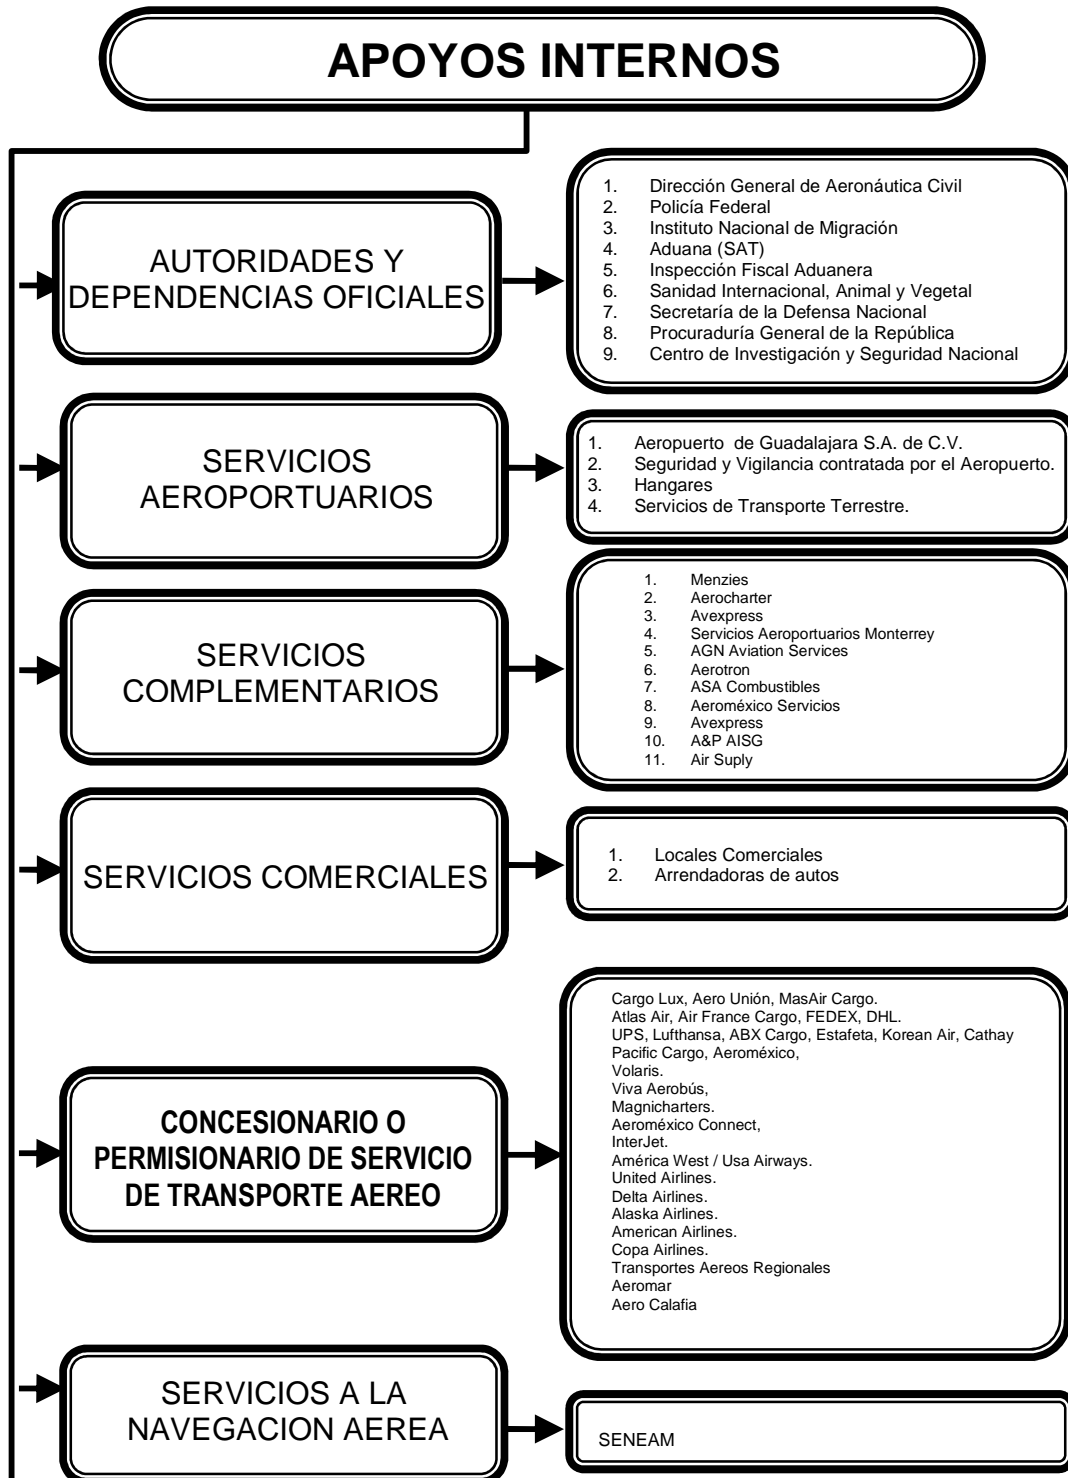 APOYOS INTERNOS
AUTORIDADES Y
DEPENDENCIAS OFICIALES
1. Dirección General de Aeronáutica Civil
2. Policía Federal
3. Instituto Nacional de Migración
4. Aduana (SAT)
5. Inspección Fiscal Aduanera
6. Sanidad Internacional, Animal y Vegetal
7. Secretaría de la Defensa Nacional
8. Procuraduría General de la República
9. Centro de Investigación y Seguridad Nacional
SERVICIOS
AEROPORTUARIOS
1. Aeropuerto de Guadalajara S.A. de C.V.
2. Seguridad y Vigilancia contratada por el Aeropuerto.
3. Hangares
4. Servicios de Transporte Terrestre.
SERVICIOS
COMPLEMENTARIOS
1. Menzies
2. Aerocharter
3. Avexpress
4. Servicios Aeroportuarios Monterrey
5. AGN Aviation Services
6. Aerotron
7. ASA Combustibles
8. Aeroméxico Servicios
9. Avexpress
10. A&P AISG
11. Air Suply
SERVICIOS COMERCIALES
1. Locales Comerciales
2. Arrendadoras de autos
CONCESIONARIO O
PERMISIONARIO DE SERVICIO
DE TRANSPORTE AEREO
Cargo Lux, Aero Unión, MasAir Cargo.
Atlas Air, Air France Cargo, FEDEX, DHL.
UPS, Lufthansa, ABX Cargo, Estafeta, Korean Air, Cathay
Pacific Cargo, Aeroméxico,
Volaris.
Viva Aerobús,
Magnicharters.
Aeroméxico Connect,
InterJet.
América West / Usa Airways.
United Airlines.
Delta Airlines.
Alaska Airlines.
American Airlines.
Copa Airlines.
Transportes Aereos Regionales
Aeromar
Aero Calafia
SERVICIOS A LA
NAVEGACION AEREA
SENEAM